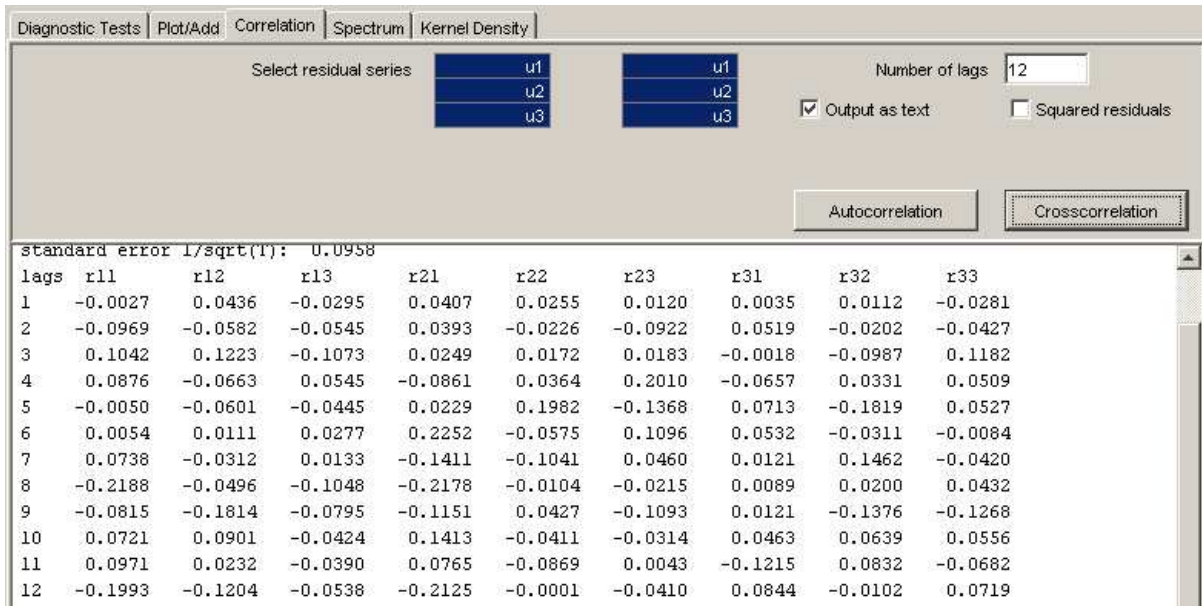 Diagnostic Tests Plot/Add Correlation Spectrum Kernel Density
Select residual series u1 u1 Number of lags 12
u2 u2
u3 u3 Output as text Squared residuals
Autocorrelation Crosscorrelation
standard error 1/sqrt(T): 0.0958
lags r11 r12 r13 r21 r22 r23 r31 r32 r33
1 -0.0027 0.0436 -0.0295 0.0407 0.0255 0.0120 0.0035 0.0112 -0.0281
2 -0.0969 -0.0582 -0.0545 0.0393 -0.0226 -0.0922 0.0519 -0.0202 -0.0427
3 0.1042 0.1223 -0.1073 0.0249 0.0172 0.0183 -0.0018 -0.0987 0.1182
4 0.0876 -0.0663 0.0545 -0.0861 0.0364 0.2010 -0.0657 0.0331 0.0509
5 -0.0050 -0.0601 -0.0445 0.0229 0.1982 -0.1368 0.0713 -0.1819 0.0527
6 0.0054 0.0111 0.0277 0.2252 -0.0575 0.1096 0.0532 -0.0311 -0.0084
7 0.0738 -0.0312 0.0133 -0.1411 -0.1041 0.0460 0.0121 0.1462 -0.0420
8 -0.2188 -0.0496 -0.1048 -0.2178 -0.0104 -0.0215 0.0089 0.0200 0.0432
9 -0.0815 -0.1814 -0.0795 -0.1151 0.0427 -0.1093 0.0121 -0.1376 -0.1268
10 0.0721 0.0901 -0.0424 0.1413 -0.0411 -0.0314 0.0463 0.0639 0.0556
11 0.0971 0.0232 -0.0390 0.0765 -0.0869 0.0043 -0.1215 0.0832 -0.0682
12 -0.1993 -0.1204 -0.0538 -0.2125 -0.0001 -0.0410 0.0844 -0.0102 0.0719